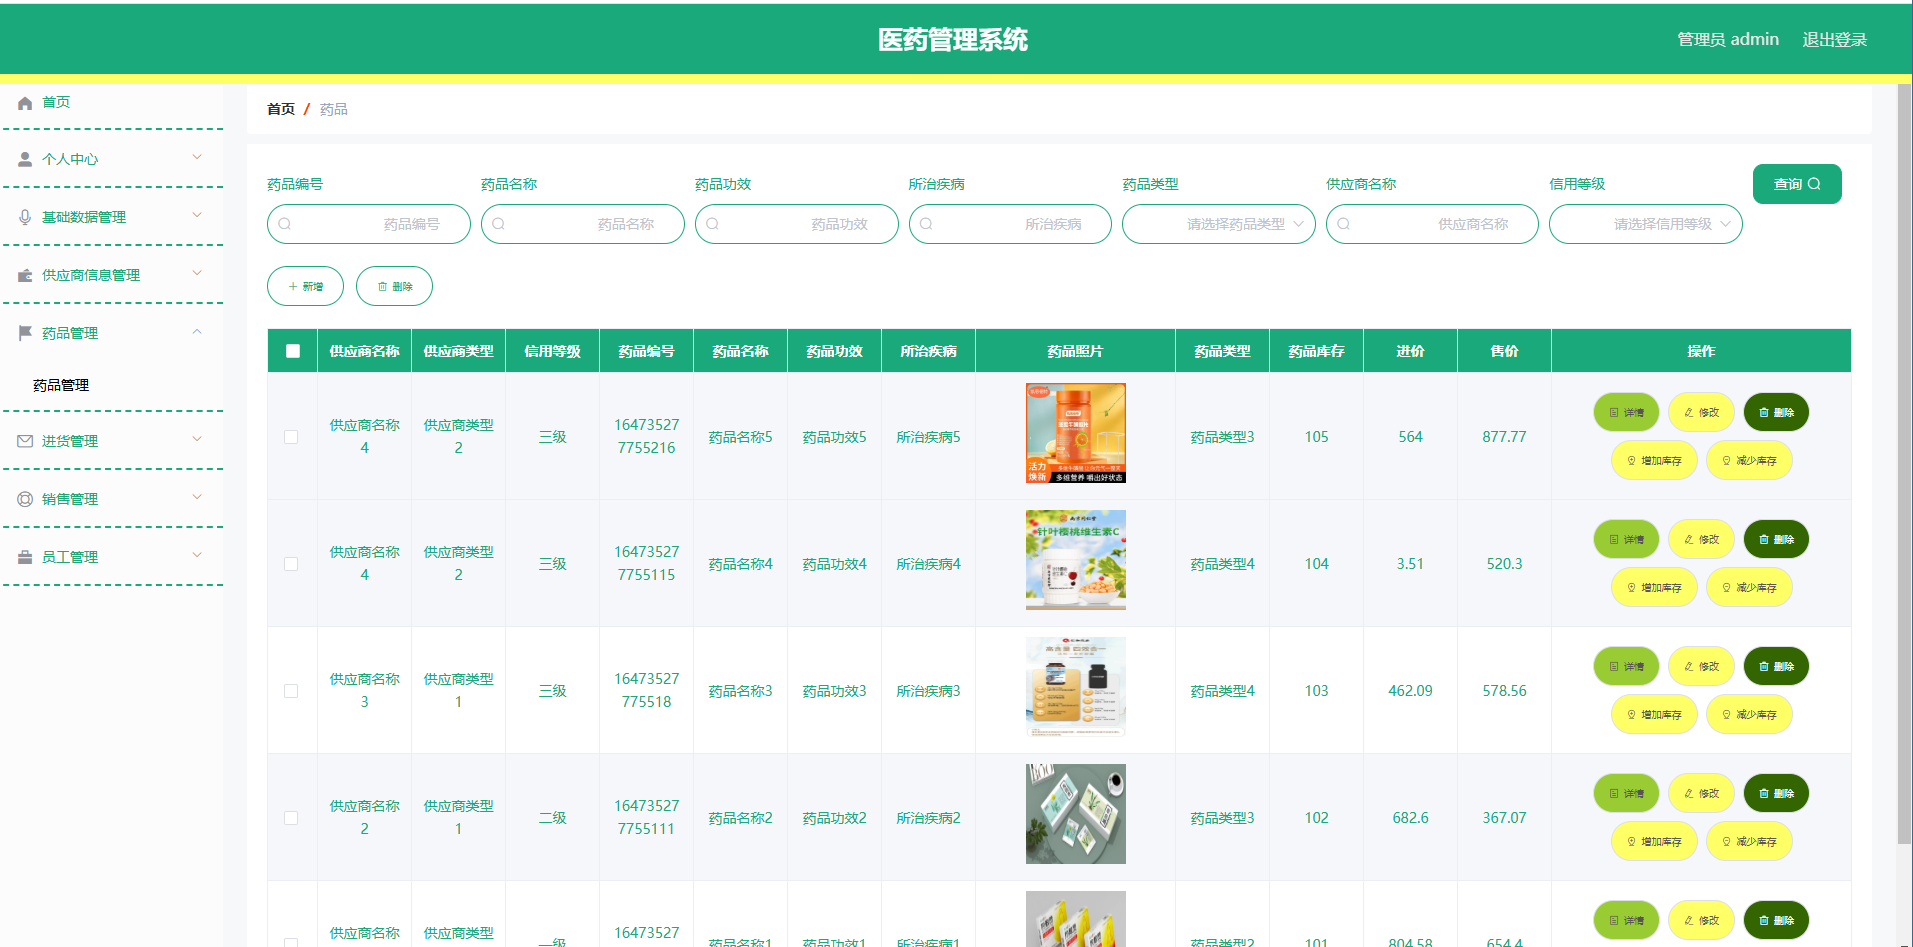 医药管理系统
管理员 admin
退出登录
首页
个人中心
基础数据管理
供应商信息管理
药品管理
药品管理
进货管理
销售管理
员工管理
首页 / 药品
药品编号 药品名称 药品功效 所治疾病 药品类型 供应商名称 信用等级
查询
药品编号 药品名称 药品功效 所治疾病 请选择药品类型 供应商名称 请选择信用等级
新增 删除
供应商名称 供应商类型 信用等级 药品编号 药品名称 药品功效 所治疾病 药品照片 药品类型 药品库存 进价 售价 操作
供应商名称4 供应商类型2 三级 164735277755216 药品名称5 药品功效5 所治疾病5 药品类型3 105 564 877.77
活力
焕新
多维营养 嚼出好状态
详情 修改 删除
增加库存 减少库存
供应商名称4 供应商类型2 三级 164735277755115 药品名称4 药品功效4 所治疾病4 药品类型4 104 3.51 520.3
南京同仁堂
针叶樱桃维生素C
详情 修改 删除
增加库存 减少库存
供应商名称3 供应商类型1 三级 16473527775518 药品名称3 药品功效3 所治疾病3 药品类型4 103 462.09 578.56
详情 修改 删除
增加库存 减少库存
供应商名称2 供应商类型1 二级 164735277755111 药品名称2 药品功效2 所治疾病2 药品类型3 102 682.6 367.07
详情 修改 删除
增加库存 减少库存
供应商名称 供应商类型 一级 16473527 药品名称1 药品功效1 所治疾病1 药品类型2 101 804.58 654.4
详情 修改 删除